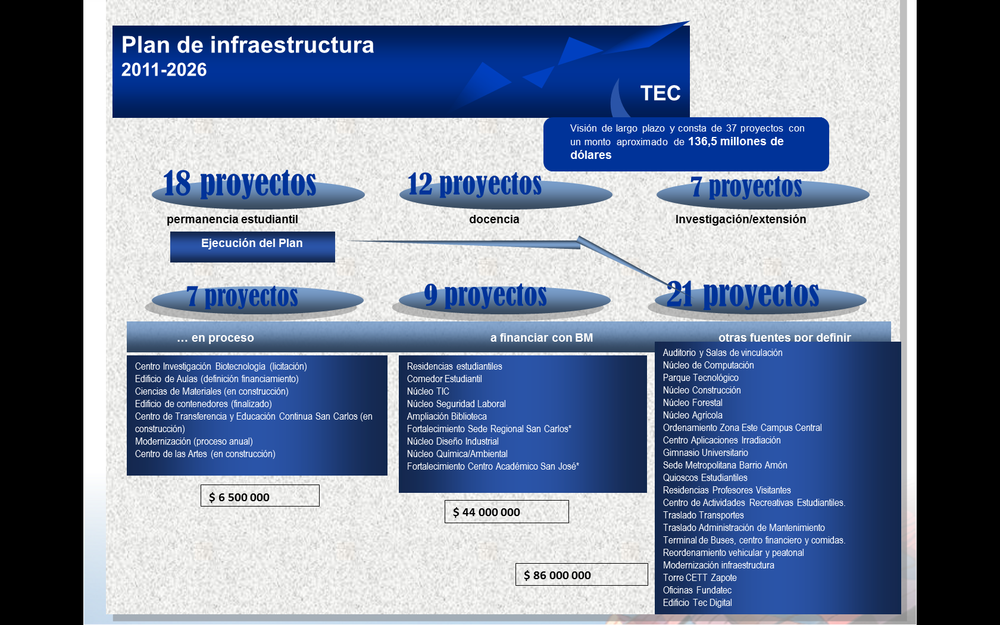 Plan de infraestructura
2011-2026
TEC
Visión de largo plazo y consta de 37 proyectos con
un monto aproximado de 136,5 millones de
dólares
18 proyectos
12 proyectos
7 proyectos
permanencia estudiantil
docencia
Investigación/extensión
Ejecución del Plan
7 proyectos
9 proyectos
21 proyectos
… en proceso
a financiar con BM
otras fuentes por definir
Centro Investigación Biotecnología (licitación)
Edificio de Aulas (definición financiamiento)
Ciencias de Materiales (en construcción)
Edificio de contenedores (finalizado)
Centro de Transferencia y Educación Continua San Carlos (en
construcción)
Modernización (proceso anual)
Centro de las Artes (en construcción)
$ 6 500 000
Residencias estudiantiles
Comedor Estudiantil
Núcleo TIC
Núcleo Seguridad Laboral
Ampliación Biblioteca
Fortalecimiento Sede Regional San Carlos*
Núcleo Diseño Industrial
Núcleo Química/Ambiental
Fortalecimiento Centro Académico San José*
$ 44 000 000
Auditorio y Salas de vinculación
Núcleo de Computación
Parque Tecnológico
Núcleo Construcción
Núcleo Forestal
Núcleo Agrícola
Ordenamiento Zona Este Campus Central
Centro Aplicaciones Irradiación
Gimnasio Universitario
Sede Metropolitana Barrio Amón
Quioscos Estudiantiles
Residencias Profesores Visitantes
Centro de Actividades Recreativas Estudiantiles.
Traslado Transportes
Traslado Administración de Mantenimiento
Terminal de Buses, centro financiero y comidas.
Reordenamiento vehicular y peatonal
Modernización infraestructura
Torre CETT Zapote
Oficinas Fundatec
Edificio Tec Digital
$ 86 000 000